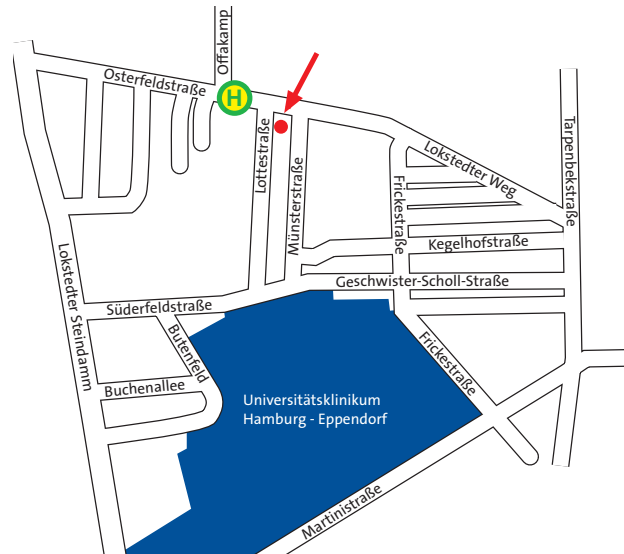 Offakamp
Osterfeldstraße
H
Lottestraße
Münsterstraße
Lokstedter Weg
Tarpenbekstraße
Frickestraße
Kegelhofstraße
Geschwister-Scholl-Straße
Lokstedter Steindamm
Süderfeldstraße
Butenfeld
Buchenallee
Frickestraße
Universitätsklinikum
Hamburg - Eppendorf
Martinistraße